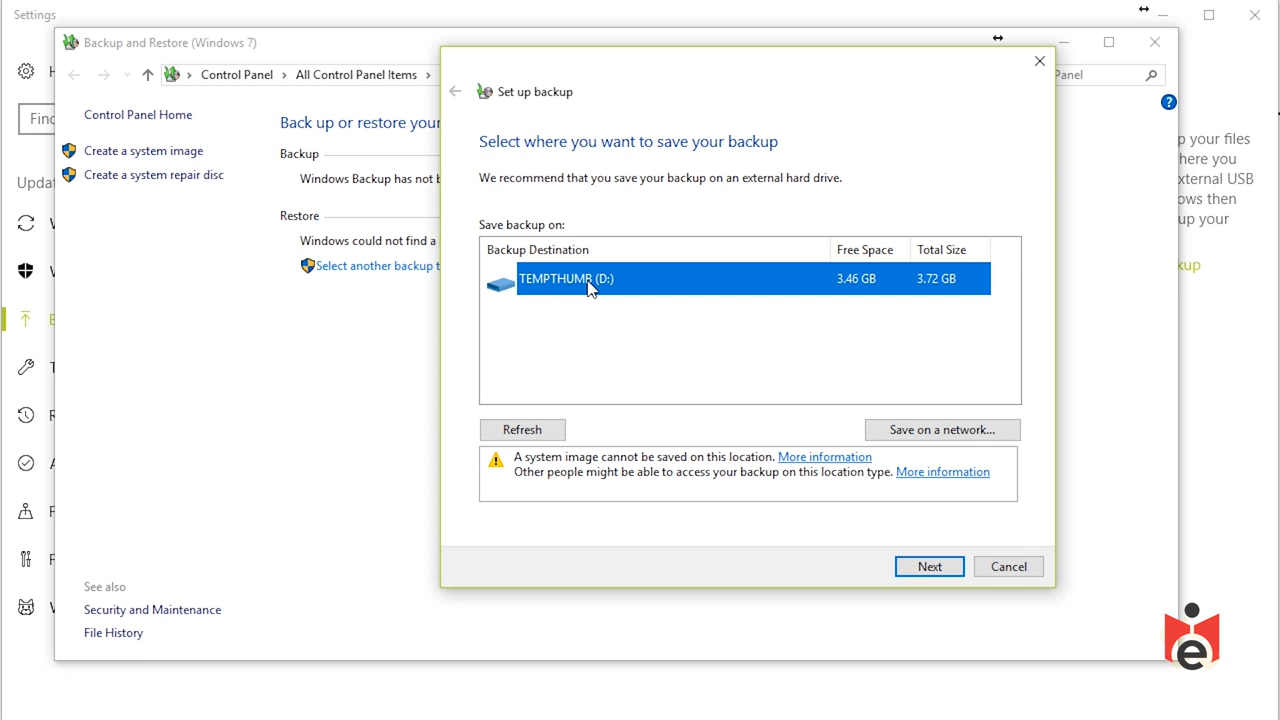 Settings
Backup and Restore (Windows 7)
Control Panel
All Control Panel Items
Panel
Set up backup
Control Panel Home
Create a system image
Create a system repair disc
Back up or restore your
Backup
Windows Backup has not b
Restore
Windows could not find a
Select another backup t
Select where you want to save your backup
We recommend that you save your backup on an external hard drive.
Save backup on:
Backup Destination Free Space Total Size
TEMPTHUMB (D:) 3.46 GB 3.72 GB
Refresh
Save on a network...
A system image cannot be saved on this location. More information
Other people might be able to access your backup on this location type. More information
Next
Cancel
See also
Security and Maintenance
File History
Find
Updat
p your files
here you
xternal USB
ows then
up your
kup
e